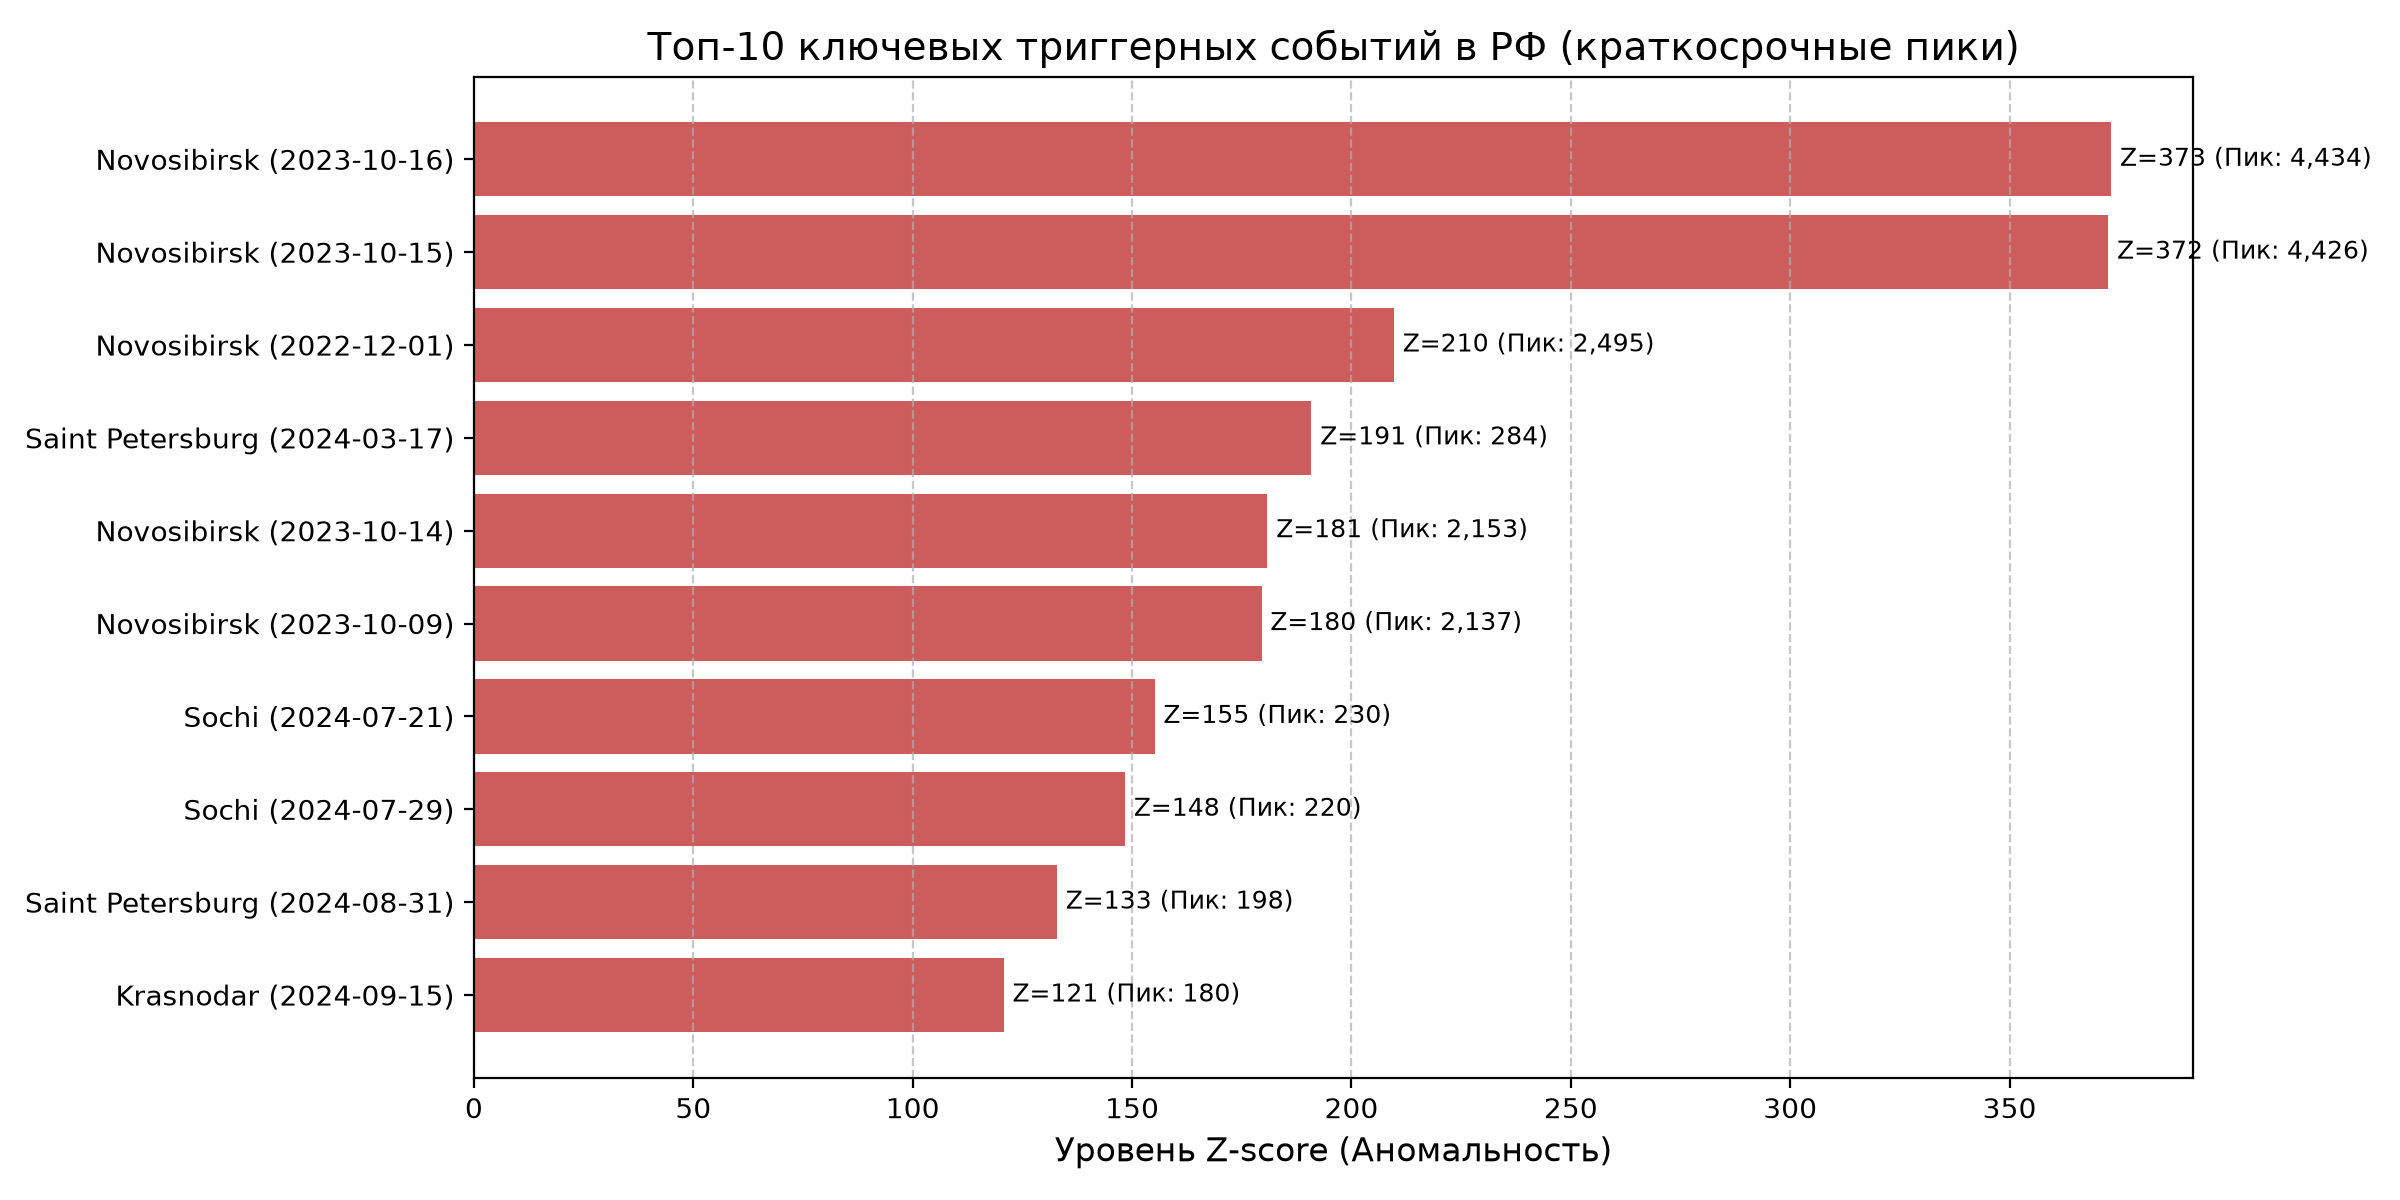 Топ-10 ключевых триггерных событий в РФ (краткосрочные пики)
Novosibirsk (2023-10-16) Z=373 (Пик: 4,434)
Novosibirsk (2023-10-15) Z=372 (Пик: 4,426)
Novosibirsk (2022-12-01) Z=210 (Пик: 2,495)
Saint Petersburg (2024-03-17) Z=191 (Пик: 284)
Novosibirsk (2023-10-14) Z=181 (Пик: 2,153)
Novosibirsk (2023-10-09) Z=180 (Пик: 2,137)
Sochi (2024-07-21) Z=155 (Пик: 230)
Sochi (2024-07-29) Z=148 (Пик: 220)
Saint Petersburg (2024-08-31) Z=133 (Пик: 198)
Krasnodar (2024-09-15) Z=121 (Пик: 180)
0 50 100 150 200 250 300 350
Уровень Z-score (Аномальность)